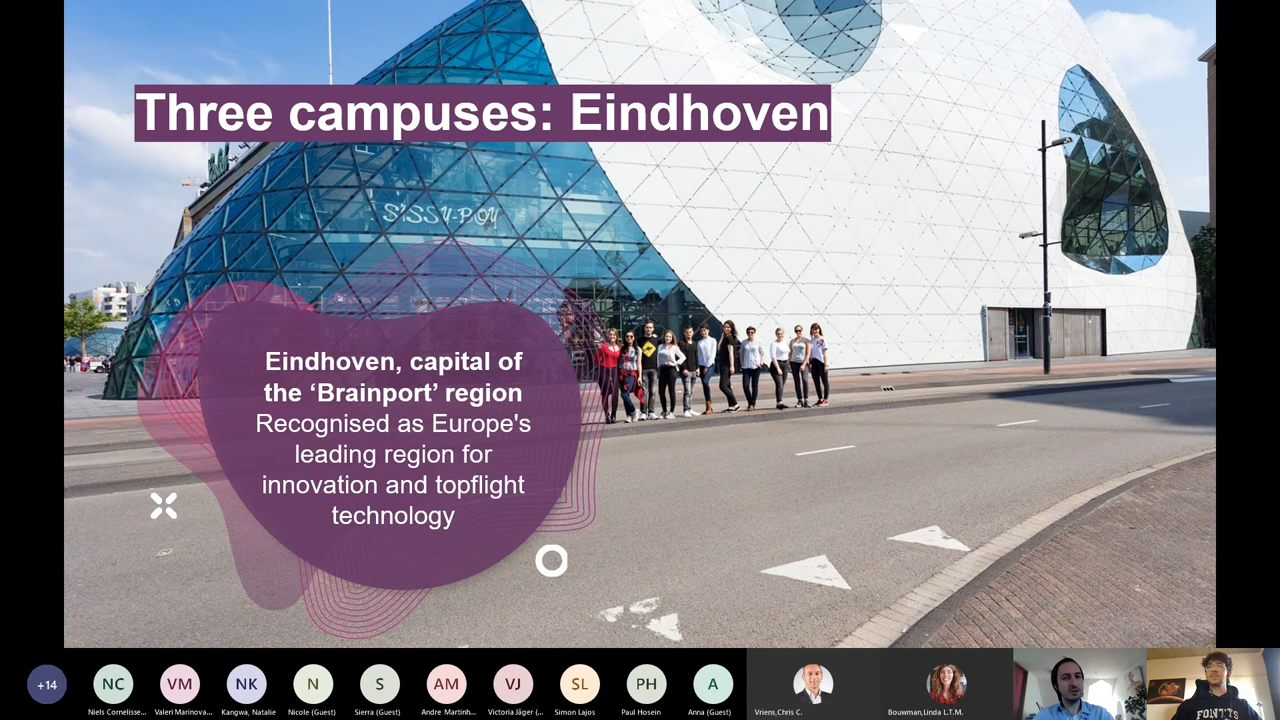 Three campuses: Eindhoven
SISSY-BOY
Eindhoven, capital of
the ‘Brainport’ region
Recognised as Europe's
leading region for
innovation and topflight
technology
+14
NC
VM
NK
N
S
AM
VJ
SL
PH
A
Niels Cornelisse...
Valeri Marinova...
Kangwa, Natalie
Nicole (Guest)
Sierra (Guest)
Andre Martinh...
Victoria Jäger (...
Simon Lajos
Paul Hosein
Anna (Guest)
Vriens,Chris C.
Bouwman,Linda L.T.M.
FONTYS